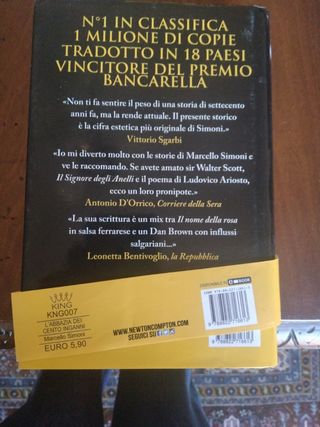 N°1 IN CLASSIFICA
1 MILIONE DI COPIE
TRADOTTO IN 18 PAESI
VINCITORE DEL PREMIO
BANCARELLA
«Non ti fa sentire il peso di una storia di settecento
anni fa, ma la rende attuale. Il presente storico
è la cifra estetica più originale di Simoni.»
Vittorio Sgarbi
«Io mi diverto molto con le storie di Marcello Simoni e
ve le raccomando. Se avete amato sir Walter Scott,
Il Signore degli Anelli e il poema di Ludovico Ariosto,
ecco un loro pronipote.»
Antonio D'Orrico, Corriere della Sera
«La sua scrittura è un mix tra Il nome della rosa
in salsa ferrarese e un Dan Brown con influssi
salgariani...»
Leonetta Bentivoglio, la Repubblica
DISPONIBILE IN EBOOK
KING
KNG007
L'ABBAZIA DEI
CENTO INGANNI
Marcello Simoni
EURO 5,90
WWW.NEWTONCOMPTON.COM
SEGUICI SU